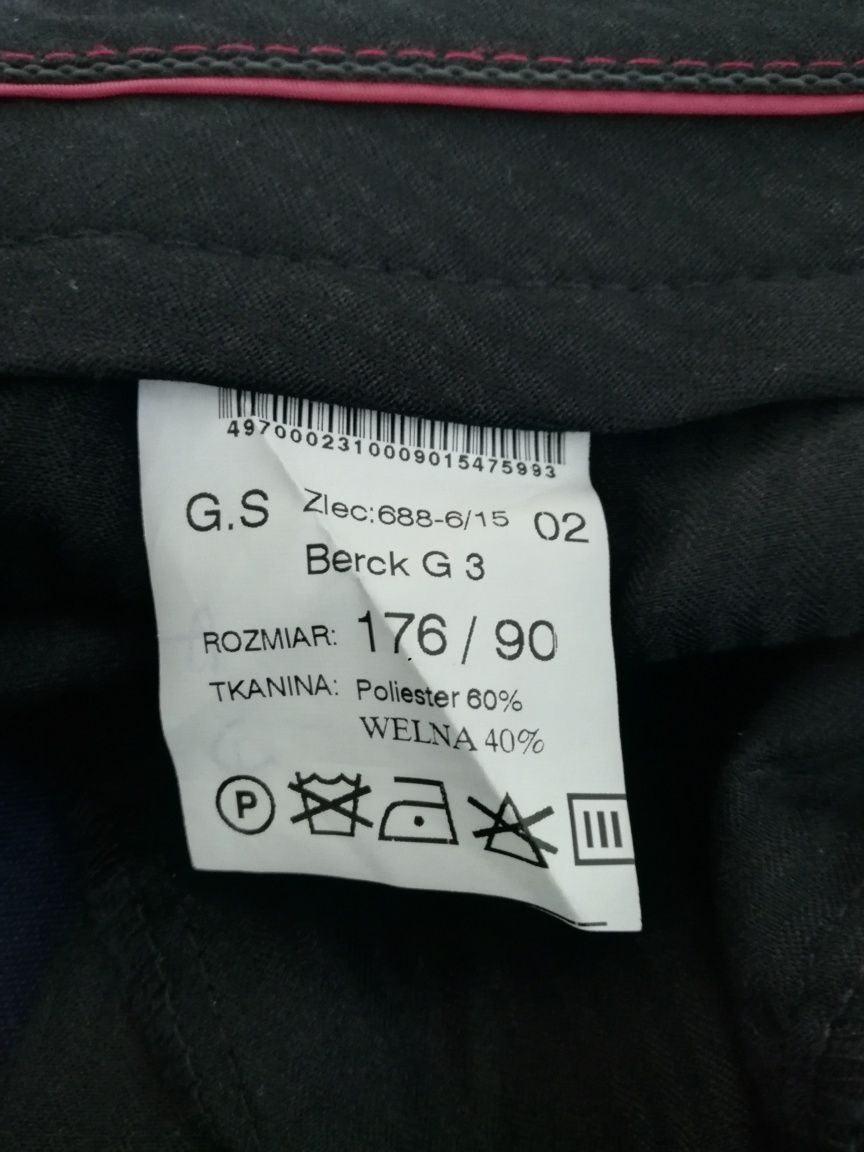 4970002310009015475993
G.S Zlec:688-6/15 02
Berck G 3
ROZMIAR: 176 / 90
TKANINA: Poliester 60%
WELNA 40%
P